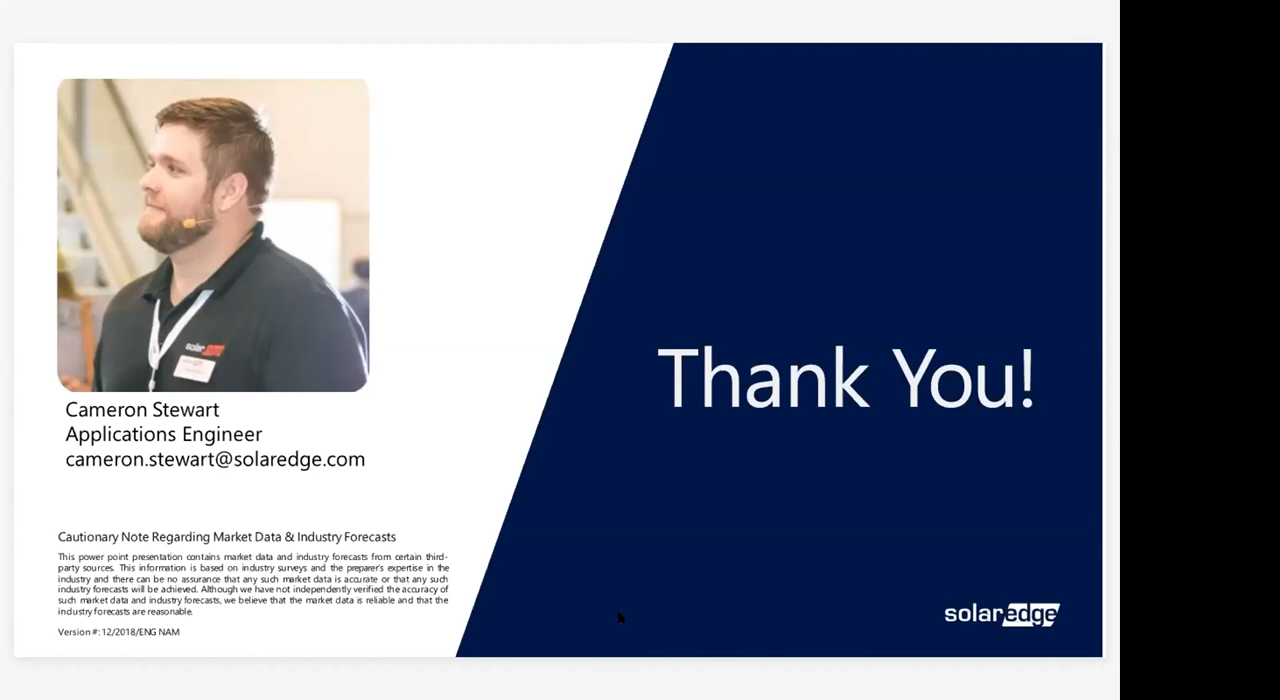 solaredge
Cameron Stewart
Applications Engineer
cameron.stewart@solaredge.com
Cautionary Note Regarding Market Data & Industry Forecasts
This power point presentation contains market data and industry forecasts from certain third-
party sources. This information is based on industry surveys and the preparer's expertise in the
industry and there can be no assurance that any such market data is accurate or that any such
industry forecasts will be achieved. Although we have not independently verified the accuracy of
such market data and industry forecasts, we believe that the market data is reliable and that the
industry forecasts are reasonable.
Version #: 12/2018/ENG NAM
Thank You!
solaredge